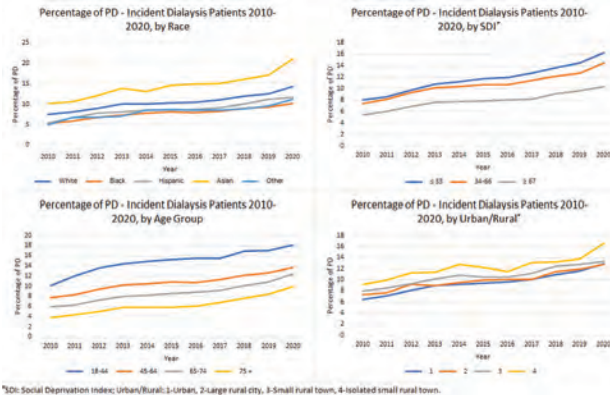 Percentage of PD - Incident Dialysis Patients 2010-
2020, by Race
Percentage of PD
25
20
15
10
5
0
2010 2011 2012 2013 2014 2015 2016 2017 2018 2019 2020
Year
White Black Hispanic Asian Other
Percentage of PD - Incident Dialysis Patients 2010-
2020, by SDI*
Percentage of PD
18
16
14
12
10
8
6
4
2
0
2010 2011 2012 2013 2014 2015 2016 2017 2018 2019 2020
Year
≤ 33 34-66 ≥ 67
Percentage of PD - Incident Dialysis Patients 2010-
2020, by Age Group
Percentage of PD
20
18
16
14
12
10
8
6
4
2
0
2010 2011 2012 2013 2014 2015 2016 2017 2018 2019 2020
Year
18-44 45-64 65-74 75 +
Percentage of PD - Incident Dialysis Patients 2010-
2020, by Urban/Rural*
Percentage of PD
18
16
14
12
10
8
6
4
2
0
2010 2011 2012 2013 2014 2015 2016 2017 2018 2019 2020
Year
1 2 3 4
*SDI: Social Deprivation Index; Urban/Rural: 1-Urban, 2-Large rural city, 3-Small rural town, 4-Isolated small rural town.